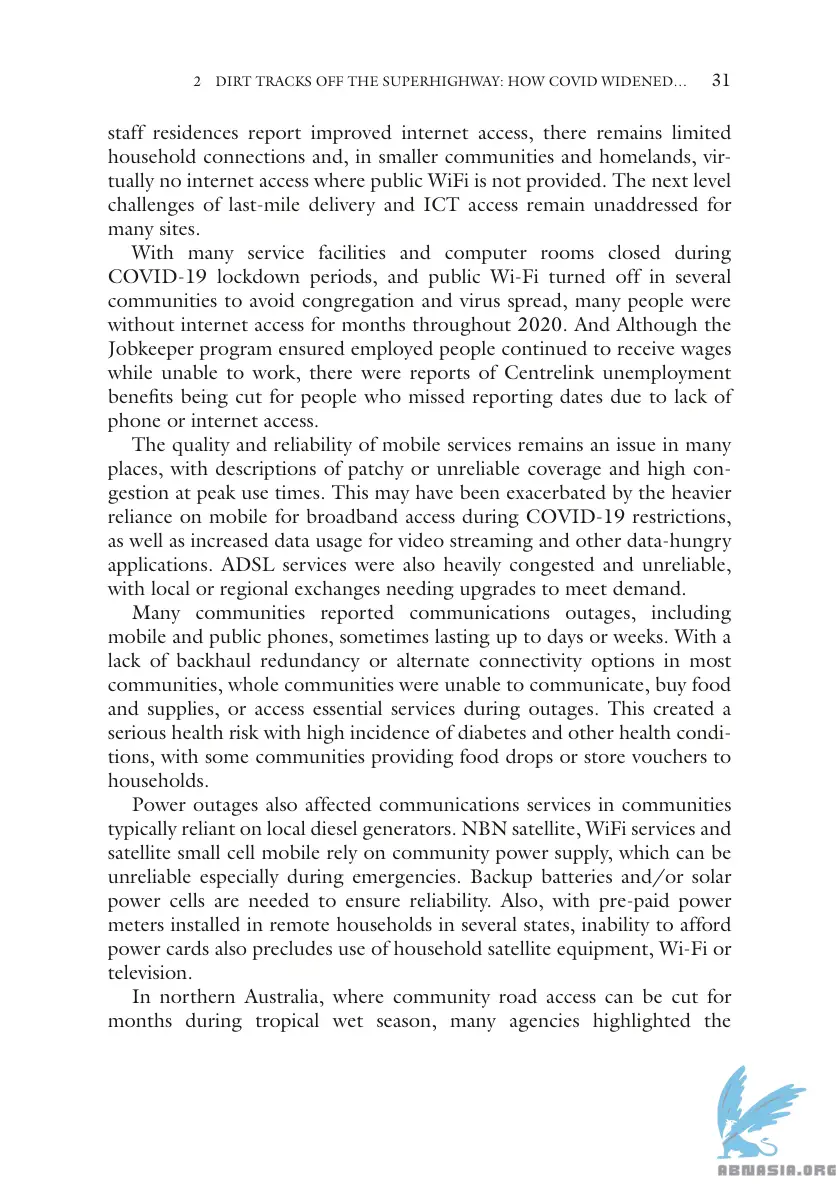 2 DIRT TRACKS OFF THE SUPERHIGHWAY: HOW COVID WIDENED… 31
staff residences report improved internet access, there remains limited
household connections and, in smaller communities and homelands, vir-
tually no internet access where public WiFi is not provided. The next level
challenges of last-mile delivery and ICT access remain unaddressed for
many sites.
With many service facilities and computer rooms closed during
COVID-19 lockdown periods, and public Wi-Fi turned off in several
communities to avoid congregation and virus spread, many people were
without internet access for months throughout 2020. And Although the
Jobkeeper program ensured employed people continued to receive wages
while unable to work, there were reports of Centrelink unemployment
benefits being cut for people who missed reporting dates due to lack of
phone or internet access.
The quality and reliability of mobile services remains an issue in many
places, with descriptions of patchy or unreliable coverage and high con-
gestion at peak use times. This may have been exacerbated by the heavier
reliance on mobile for broadband access during COVID-19 restrictions,
as well as increased data usage for video streaming and other data-hungry
applications. ADSL services were also heavily congested and unreliable,
with local or regional exchanges needing upgrades to meet demand.
Many communities reported communications outages, including
mobile and public phones, sometimes lasting up to days or weeks. With a
lack of backhaul redundancy or alternate connectivity options in most
communities, whole communities were unable to communicate, buy food
and supplies, or access essential services during outages. This created a
serious health risk with high incidence of diabetes and other health condi-
tions, with some communities providing food drops or store vouchers to
households.
Power outages also affected communications services in communities
typically reliant on local diesel generators. NBN satellite, WiFi services and
satellite small cell mobile rely on community power supply, which can be
unreliable especially during emergencies. Backup batteries and/or solar
power cells are needed to ensure reliability. Also, with pre-paid power
meters installed in remote households in several states, inability to afford
power cards also precludes use of household satellite equipment, Wi-Fi or
television.
In northern Australia, where community road access can be cut for
months during tropical wet season, many agencies highlighted the
ABNASIA.ORG